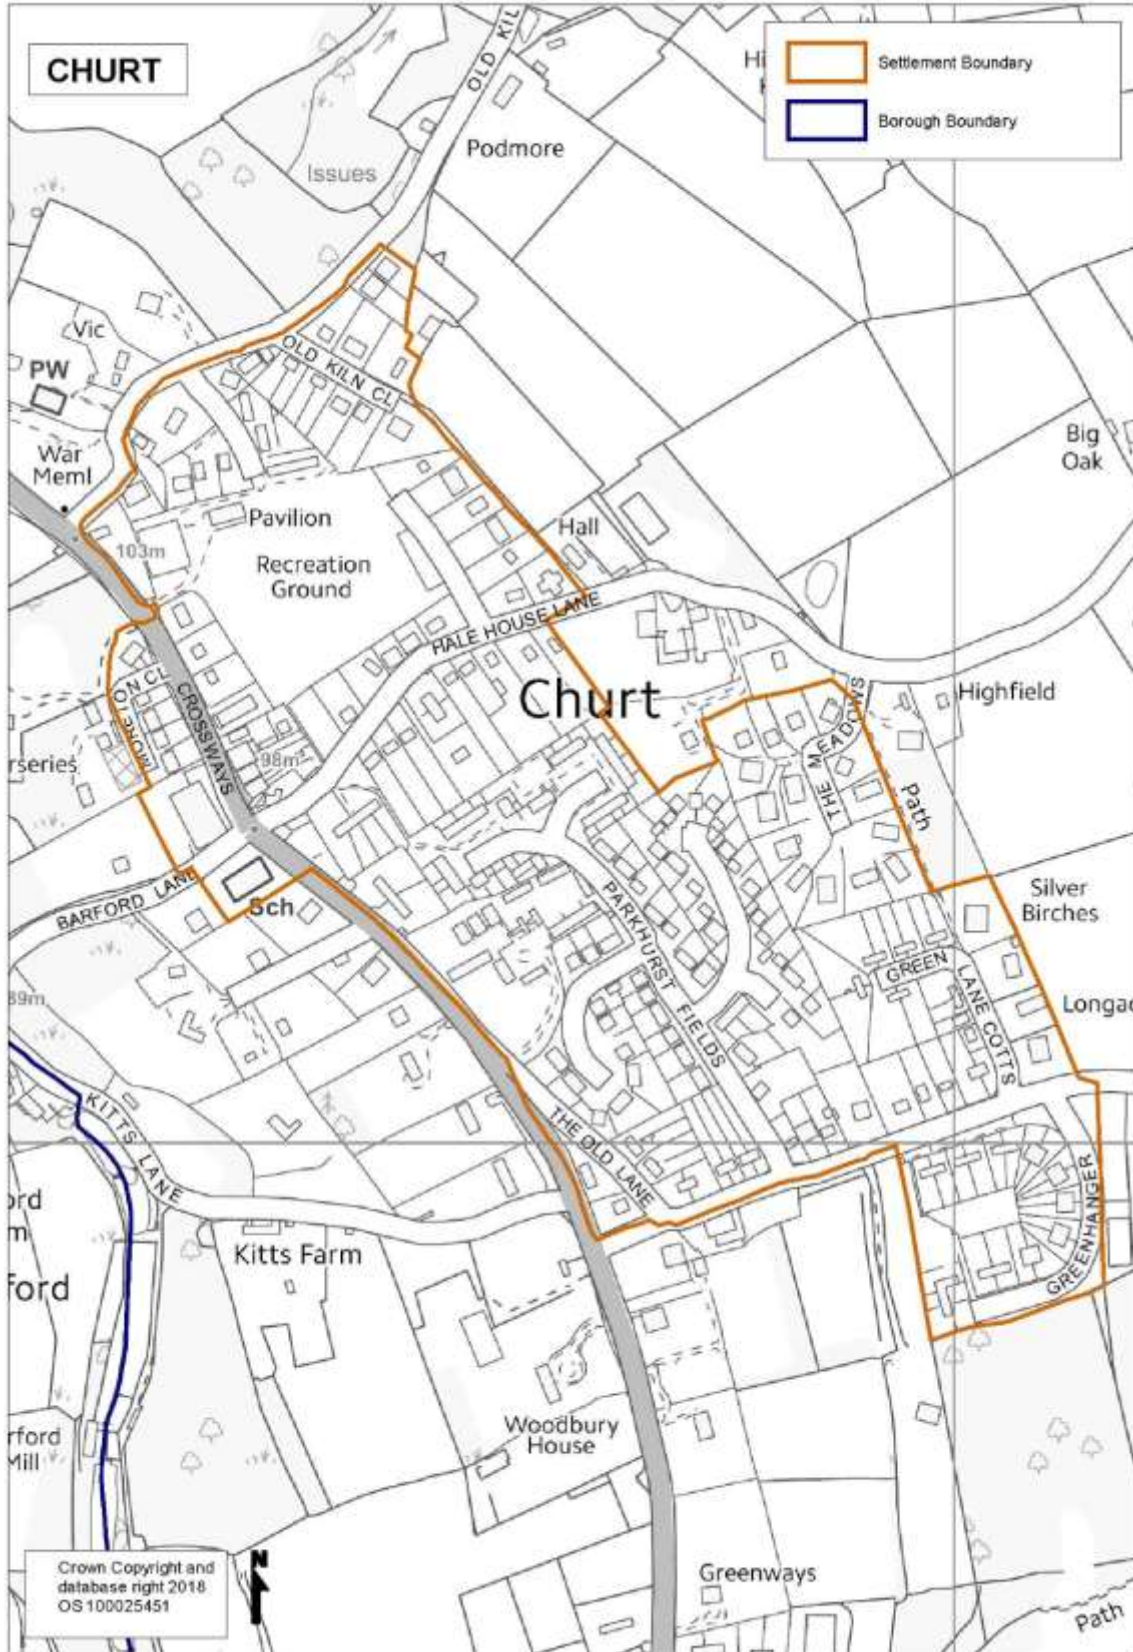 CHURT
Settlement Boundary
Borough Boundary
OLD KIL
Podmore
Issues
Vic
PW
OLD KILN CL
War
Meml
Big
Oak
Pavilion
Hall
103m
Recreation
Ground
HALE HOUSE LANE
Churt
CROSSWAYS
THE MEADOWS
Highfield
98m
rseries
Path
PARKHURST FIELDS
BARFORD LANE
Sch
Silver
Birches
GREEN
LANE COTTS
89m
Longac
KITTS LANE
THE OLD LANE
GREENHANGER
ord
m
Kitts Farm
ford
Woodbury
House
rford
Mill
Crown Copyright and
database right 2018
OS 100025451
N
Greenways
Path